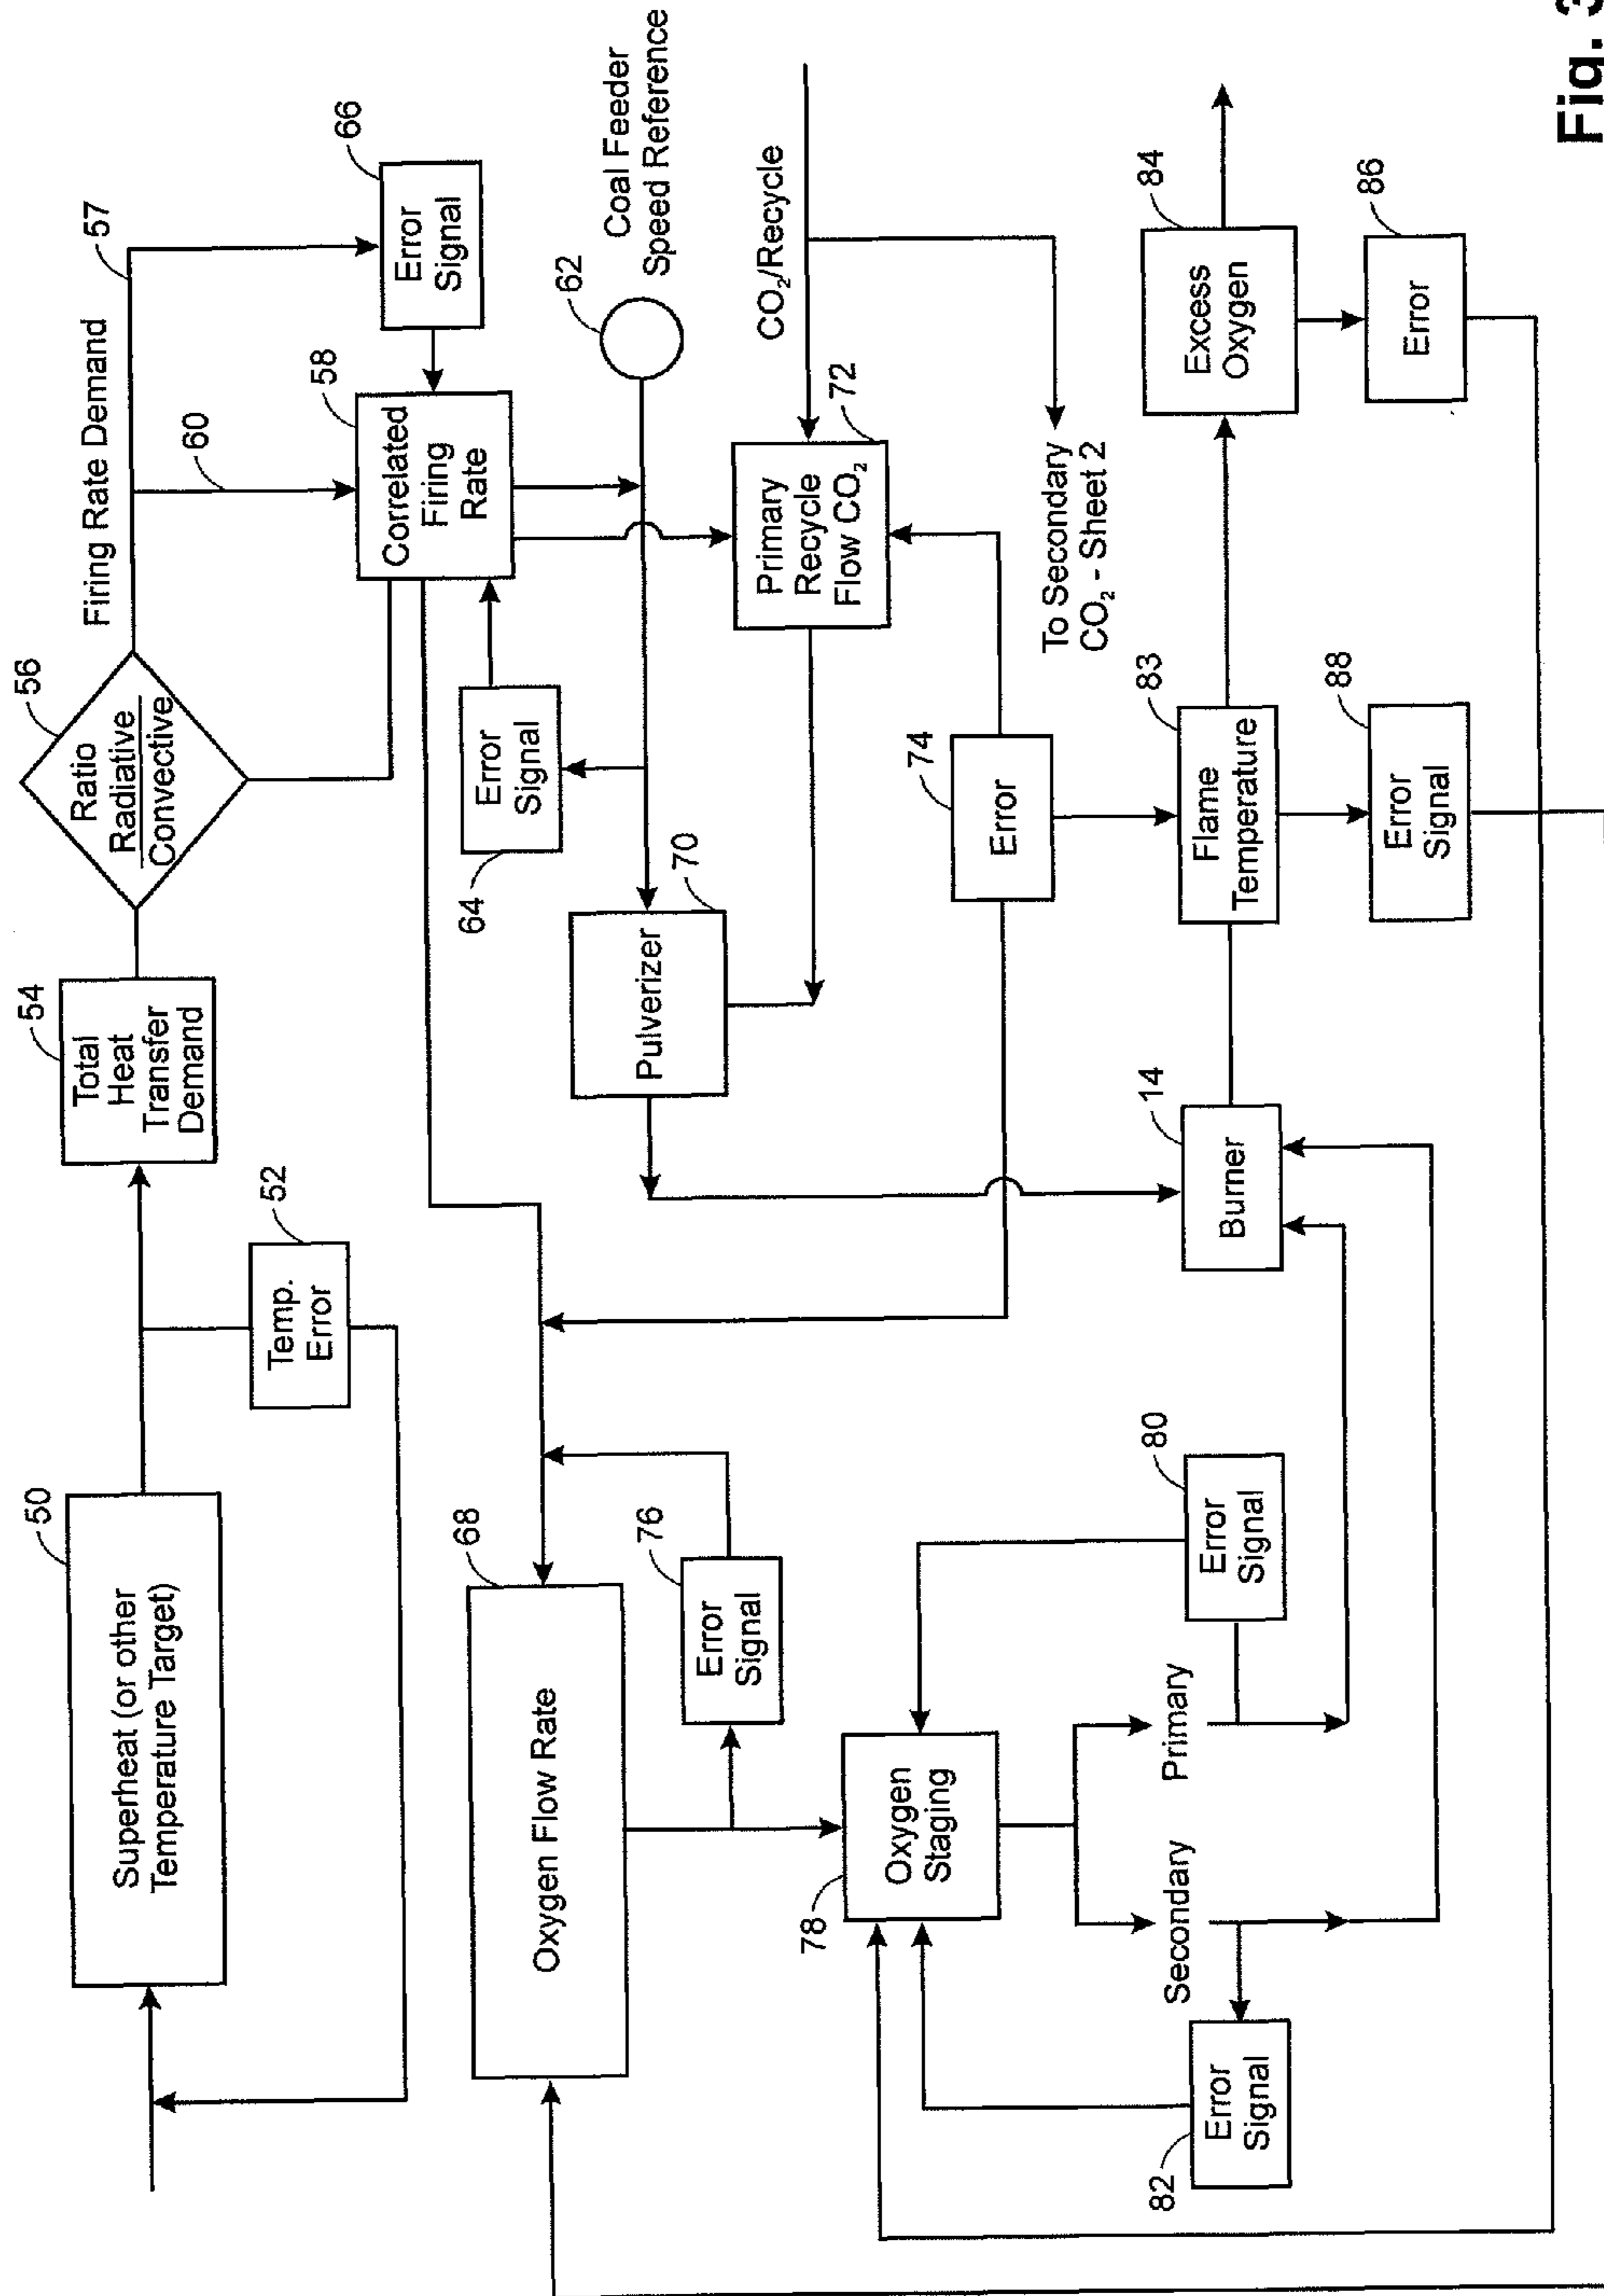 50
Superheat (or other
Temperature Target)
52
Temp.
Error
54
Total
Heat
Transfer
Demand
56
Ratio
Radiative
Convective
Firing Rate Demand
57
60
66
Error
Signal
58
Correlated
Firing
Rate
64
Error
Signal
62
Coal Feeder
Speed Reference
68
Oxygen Flow Rate
76
Error
Signal
70
Pulverizer
72
Primary
Recycle
Flow CO₂
CO₂/Recycle
To Secondary
CO₂ - Sheet 2
74
Error
78
Oxygen
Staging
Secondary
Primary
80
Error
Signal
82
Error
Signal
14
Burner
83
Flame
Temperature
88
Error
Signal
84
Excess
Oxygen
86
Error
Fig. 3